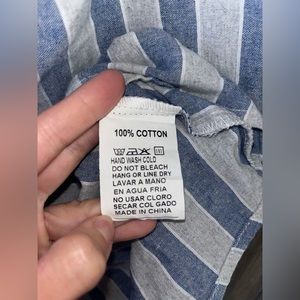 100% COTTON
HAND WASH COLD
DO NOT BLEACH
HANG OR LINE DRY
LAVAR A MANO
EN AGUA FRIA
NO USAR CLORO
SECAR COL GADO
MADE IN CHINA